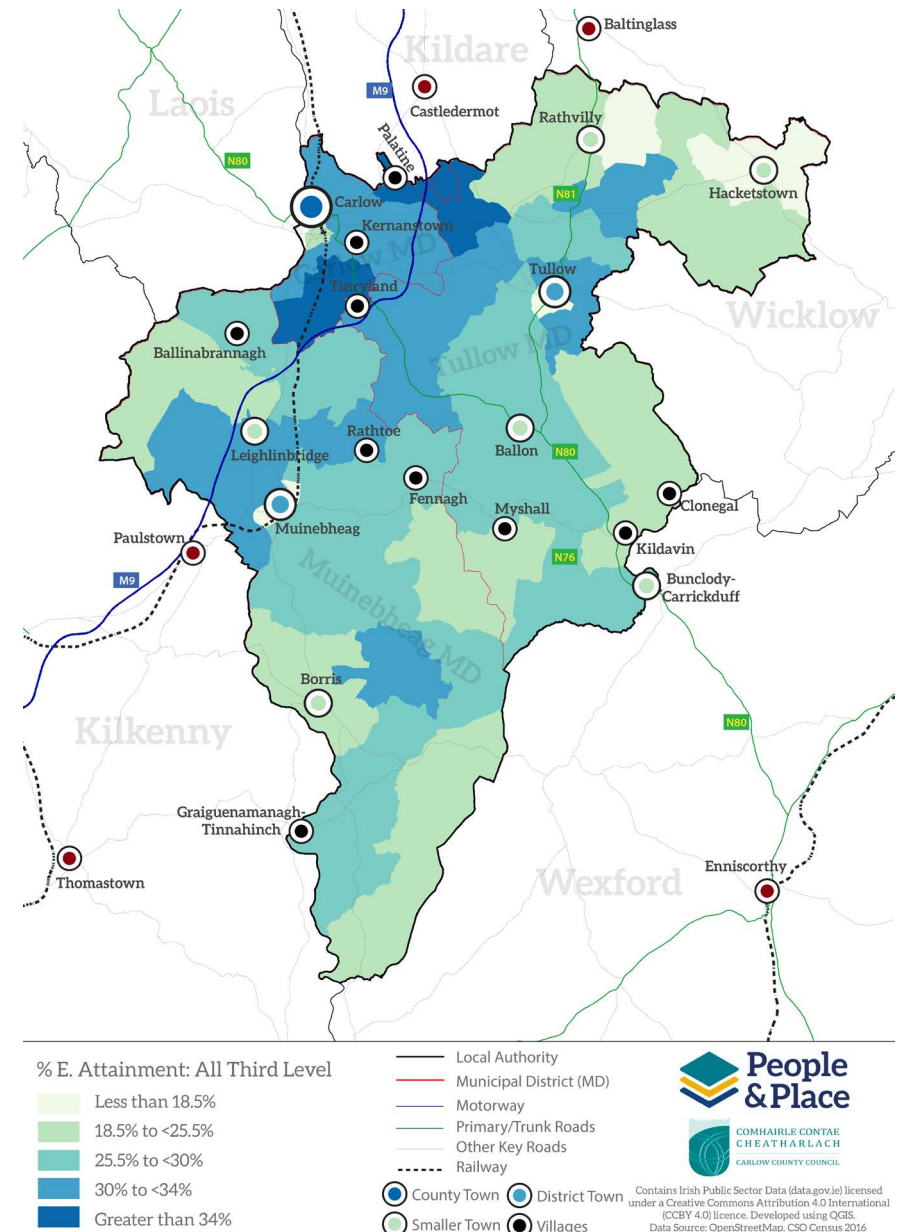 Baltinglass
Kildare
M9
Castledermot
Laois
Rathvilly
Palatine
N80
Hacketstown
N81
Carlow
Kernanstown
Carlow MD
Tullow
Tinryland
Wicklow
Ballinabrannagh
Tullow MD
Rathtoe
Ballon
Leighlinbridge
N80
Fennagh
Clonegal
Myshall
Muinebheag
Paulstown
Kildavin
N76
M9
Bunclody-
Carrickduff
Muinebheag MD
Borris
N80
Kilkenny
Graiguenamanagh-
Tinnahinch
Enniscorthy
Wexford
Thomastown
% E. Attainment: All Third Level
Less than 18.5%
18.5% to <25.5%
25.5% to <30%
30% to <34%
Greater than 34%
Local Authority
Municipal District (MD)
Motorway
Primary/Trunk Roads
Other Key Roads
Railway
County Town
District Town
Smaller Town
Villages
People
&Place
COMHAIRLE CONTAE
CHEATHARLACH
CARLOW COUNTY COUNCIL
Contains Irish Public Sector Data (data.gov.ie) licensed
under a Creative Commons Attribution 4.0 International
(CCBY 4.0) licence. Developed using QGIS.
Data Source: OpenStreetMap, CSO Census 2016